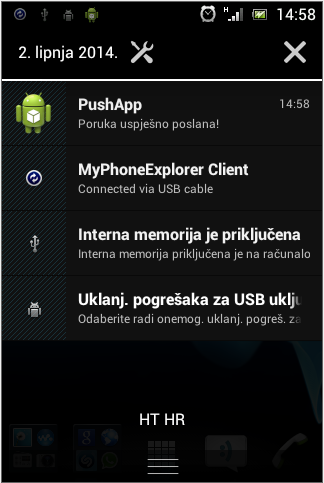 14:58
2. lipnja 2014.
PushApp 14:58
Poruka uspješno poslana!
MyPhoneExplorer Client
Connected via USB cable
Interna memorija je priključena
Interna memorija priključena je na računalo
Uklanj. pogrešaka za USB uklju
Odaberite radi onemog. uklanj. pogreš. za
HT HR